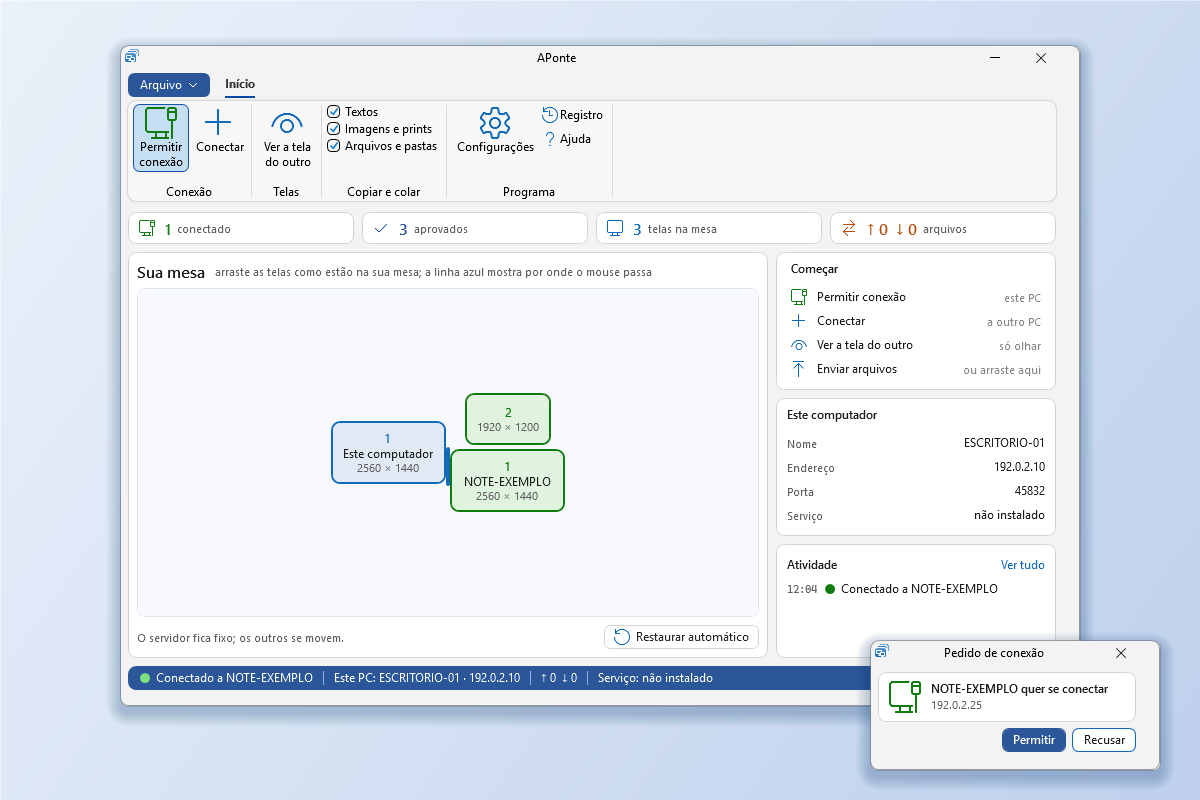 APonte
Arquivo
Início
Permitir conexão
Conectar
Ver a tela do outro
Textos
Imagens e prints
Arquivos e pastas
Configurações
Registro
? Ajuda
Conexão
Telas
Copiar e colar
Programa
1 conectado
3 aprovados
3 telas na mesa
↑ 0 ↓ 0 arquivos
Sua mesa arraste as telas como estão na sua mesa; a linha azul mostra por onde o mouse passa
1
Este computador
2560 × 1440
2
1920 × 1200
1
NOTE-EXEMPLO
2560 × 1440
O servidor fica fixo; os outros se movem.
Restaurar automático
Começar
Permitir conexão este PC
Conectar a outro PC
Ver a tela do outro só olhar
Enviar arquivos ou arraste aqui
Este computador
Nome ESCRITORIO-01
Endereço 192.0.2.10
Porta 45832
Serviço não instalado
Atividade Ver tudo
12:04 Conectado a NOTE-EXEMPLO
Conectado a NOTE-EXEMPLO Este PC: ESCRITORIO-01 · 192.0.2.10 ↑ 0 ↓ 0 Serviço: não instalado
Pedido de conexão
NOTE-EXEMPLO quer se conectar
192.0.2.25
Permitir
Recusar